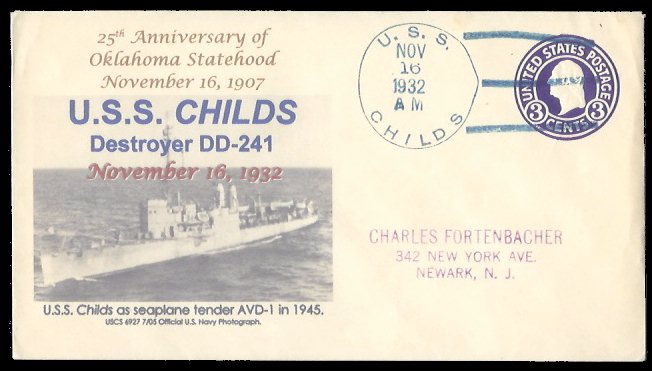 25th Anniversary of
Oklahoma Statehood
November 16, 1907
U.S.S. CHILDS
Destroyer DD-241
November 16, 1932
U.S.S. Childs as seaplane tender AVD-1 in 1945.
USCS 6927 7/05 Official U.S. Navy Photograph.
U. S. S.
NOV
16
1932
AM
CHILDS
UNITED STATES POSTAGE
3 CENTS 3
CHARLES FORTENBACHER
342 NEW YORK AVE.
NEWARK, N. J.